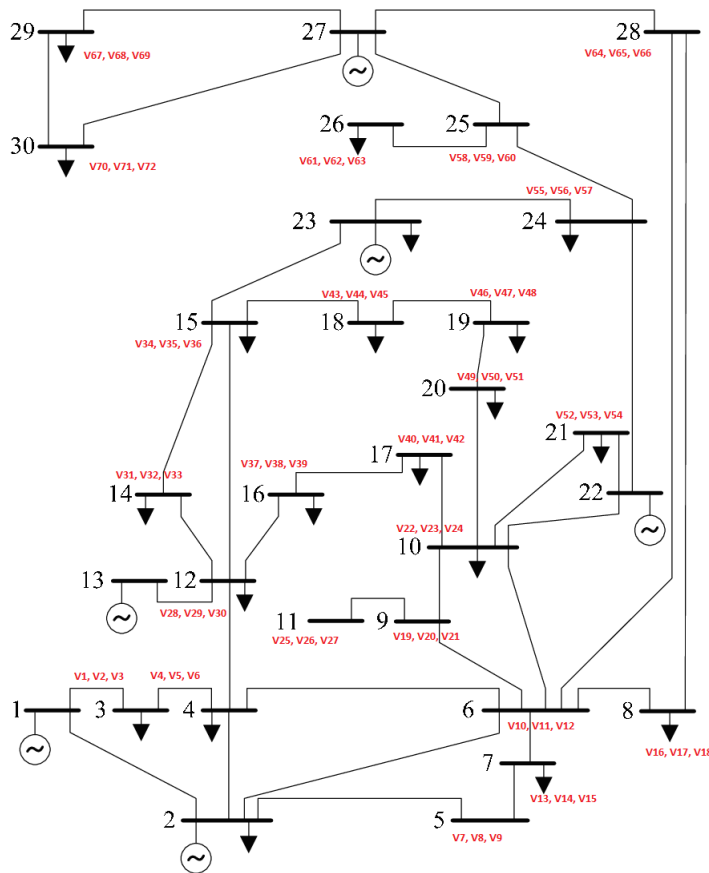 29
27
28
V67, V68, V69
V64, V65, V66
~
26
25
30
V61, V62, V63
V58, V59, V60
V70, V71, V72
V55, V56, V57
23
24
~
V43, V44, V45
V46, V47, V48
15
18
19
V34, V35, V36
V49, V50, V51
20
V52, V53, V54
V40, V41, V42
21
17
V37, V38, V39
V31, V32, V33
14
16
22
V22, V23, V24
~
10
13
12
~
V28, V29, V30
11
9
V25, V26, V27
V19, V20, V21
V1, V2, V3
V4, V5, V6
1
3
4
6
8
V10, V11, V12
~
V16, V17, V18
7
V13, V14, V15
2
5
V7, V8, V9
~